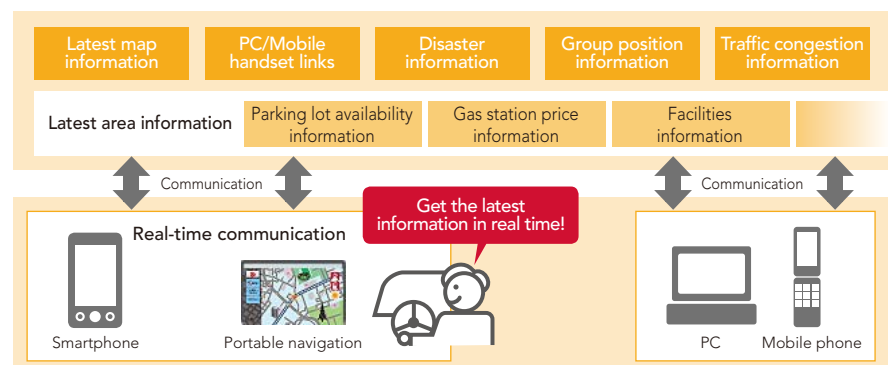 Latest map
information
PC/Mobile
handset links
Disaster
information
Group position
information
Traffic congestion
information
Latest area information
Parking lot availability
information
Gas station price
information
Facilities
information
Communication
Communication
Get the latest
information in real time!
Real-time communication
Smartphone
Portable navigation
PC
Mobile phone